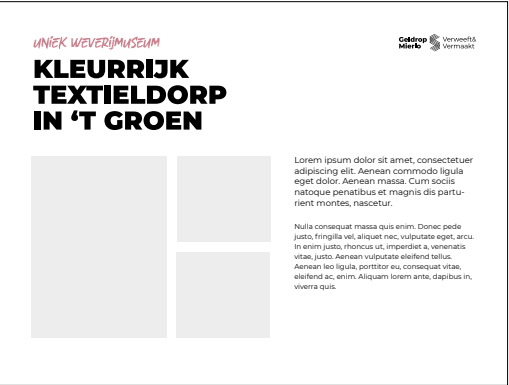 UNIEK WEVERIJMUSEUM
KLEURRIJK
TEXTIELDORP
IN ‘T GROEN
Geldrop
Mierlo
Verweeft&
Vermaakt
Lorem ipsum dolor sit amet, consectetuer
adipiscing elit. Aenean commodo ligula
eget dolor. Aenean massa. Cum sociis
natoque penatibus et magnis dis partu-
rient montes, nascetur.
Nulla consequat massa quis enim. Donec pede
justo, fringilla vel, aliquet nec, vulputate eget, arcu.
In enim justo, rhoncus ut, imperdiet a, venenatis
vitae, justo. Aenean vulputate eleifend tellus.
Aenean leo ligula, porttitor eu, consequat vitae,
eleifend ac, enim. Aliquam lorem ante, dapibus in,
viverra quis.